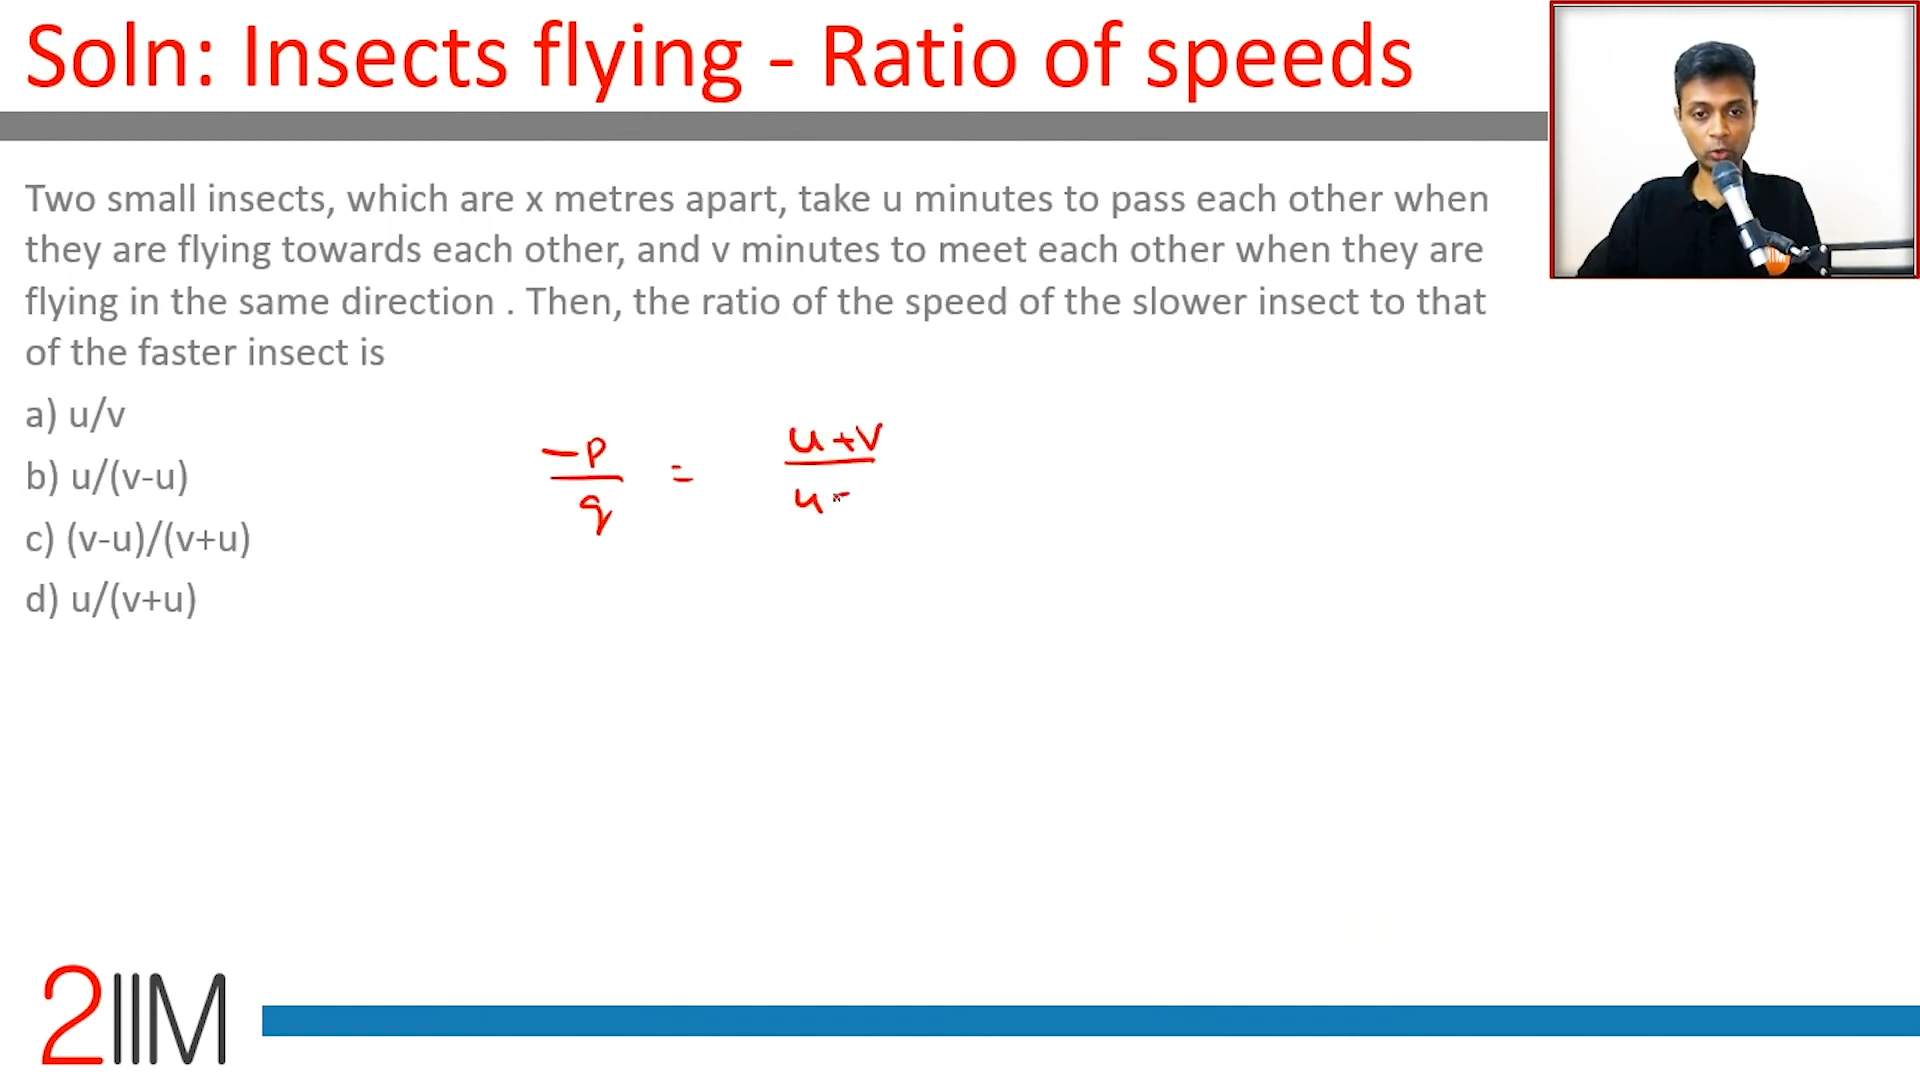 Soln: Insects flying - Ratio of speeds
Two small insects, which are x metres apart, take u minutes to pass each other when
they are flying towards each other, and v minutes to meet each other when they are
flying in the same direction . Then, the ratio of the speed of the slower insect to that
of the faster insect is
a) u/v
b) u/(v-u)
c) (v-u)/(v+u)
d) u/(v+u)
-p
q
=
u+v
u-
2IIM